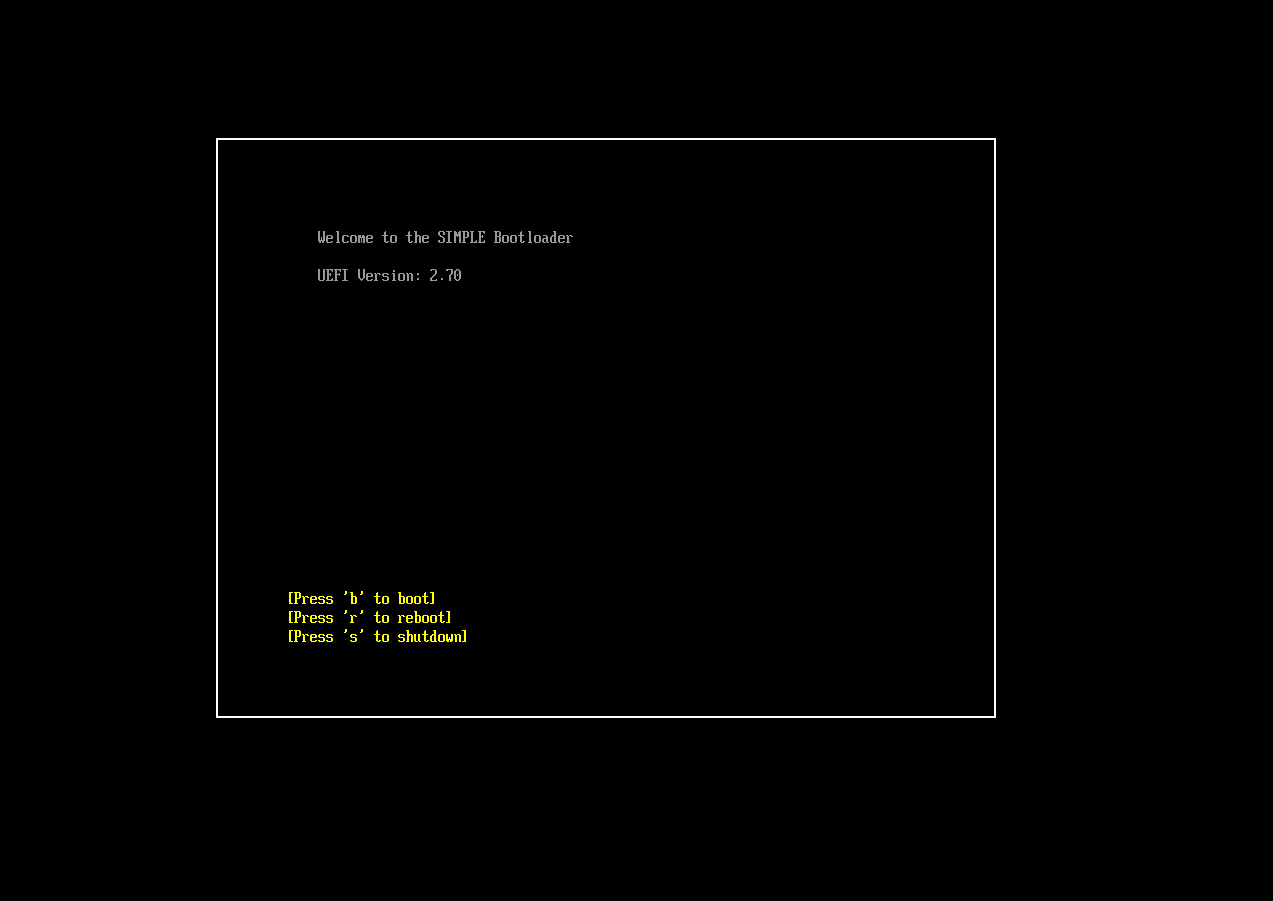 Welcome to the SIMPLE Bootloader
UEFI Version: 2.70
[Press 'b' to boot]
[Press 'r' to reboot]
[Press 's' to shutdown]